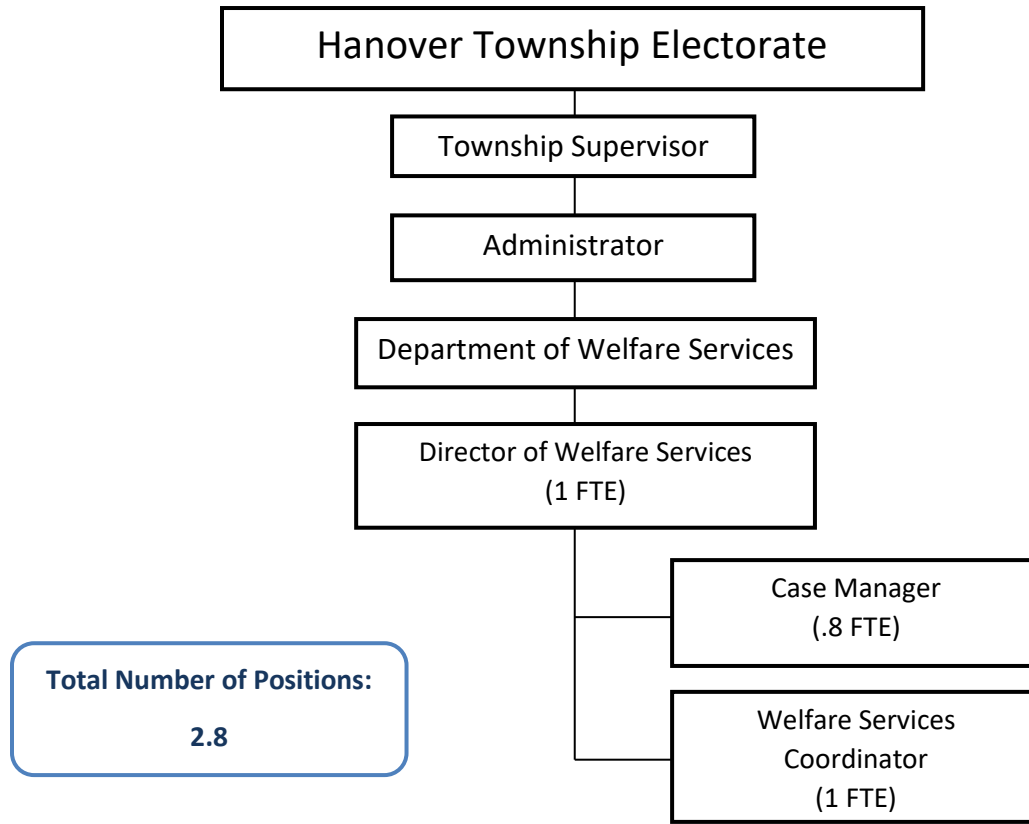 Hanover Township Electorate
Township Supervisor
Administrator
Department of Welfare Services
Director of Welfare Services
(1 FTE)
Case Manager
(.8 FTE)
Total Number of Positions:
2.8
Welfare Services
Coordinator
(1 FTE)